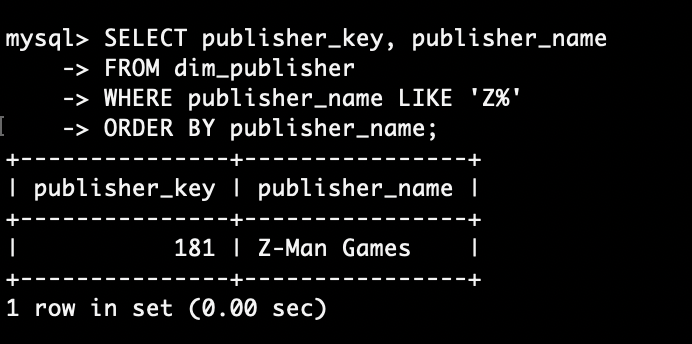 mysql> SELECT publisher_key, publisher_name
    -> FROM dim_publisher
    -> WHERE publisher_name LIKE 'Z%'
    -> ORDER BY publisher_name;
+---------------+----------------+
| publisher_key | publisher_name |
+---------------+----------------+
|           181 | Z-Man Games    |
+---------------+----------------+
1 row in set (0.00 sec)